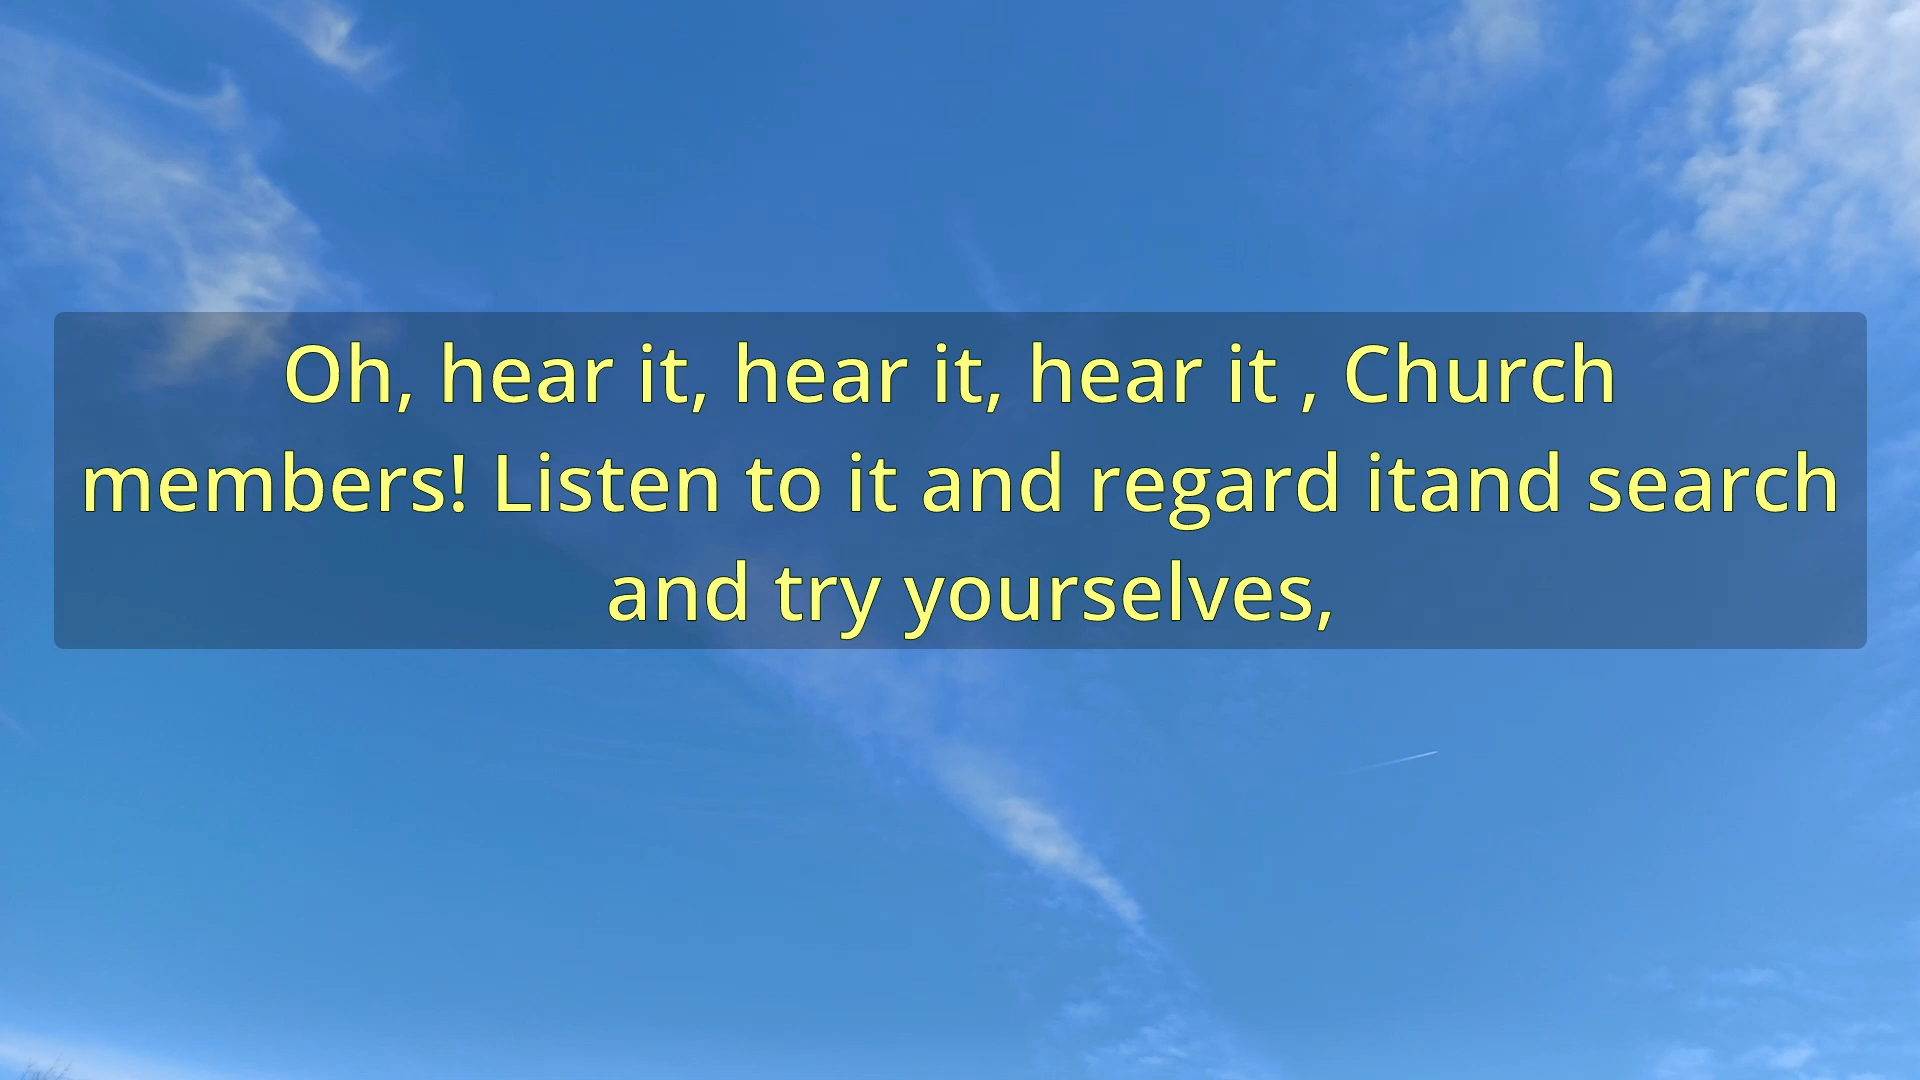 Oh, hear it, hear it, hear it , Church
members! Listen to it and regard itand search
and try yourselves,